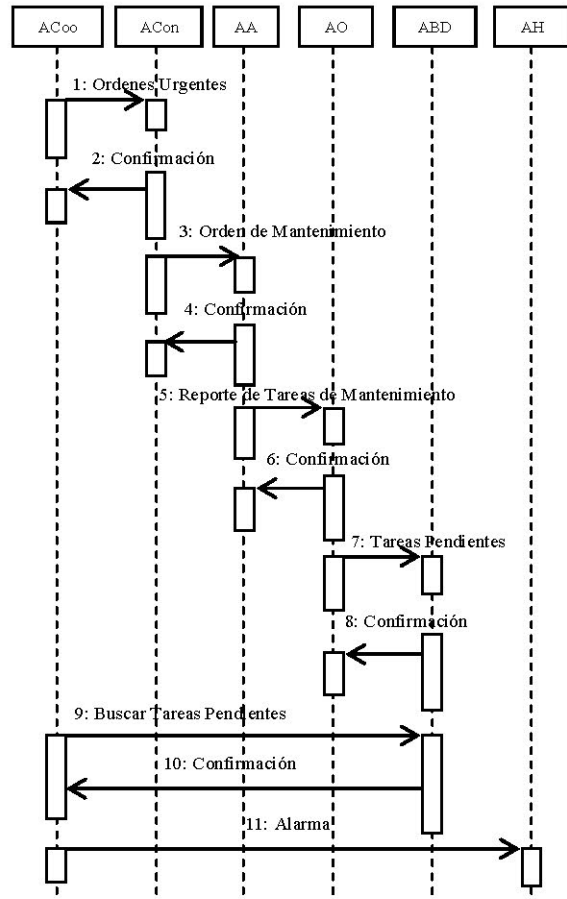 ACoo ACon AA AO ABD AH
1: Ordenes Urgentes
2: Confirmación
3: Orden de Mantenimiento
4: Confirmación
5: Reporte de Tareas de Mantenimiento
6: Confirmación
7: Tareas Pendientes
8: Confirmación
9: Buscar Tareas Pendientes
10: Confirmación
11: Alarma